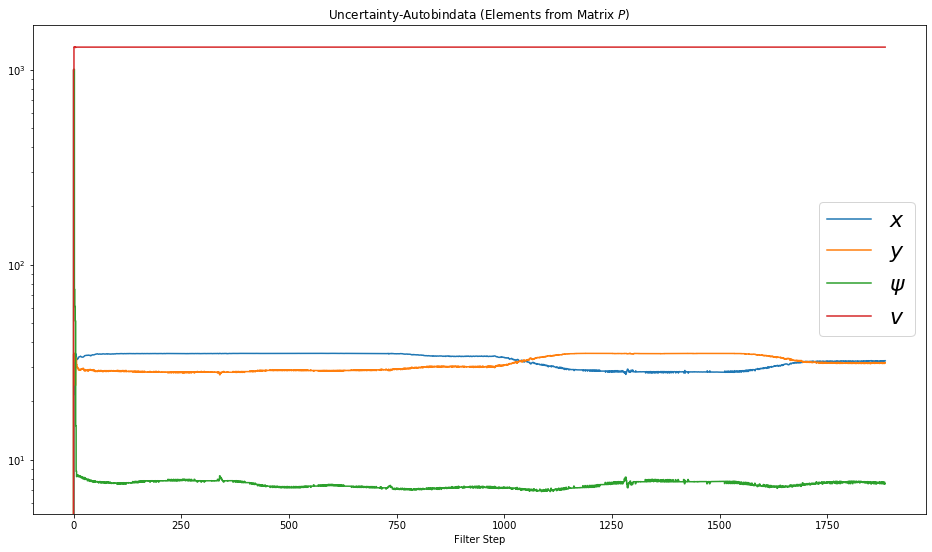 Uncertainty-Autobindata (Elements from Matrix P)
10³
10²
10¹
x
y
ψ
v
0 250 500 750 1000 1250 1500 1750
Filter Step